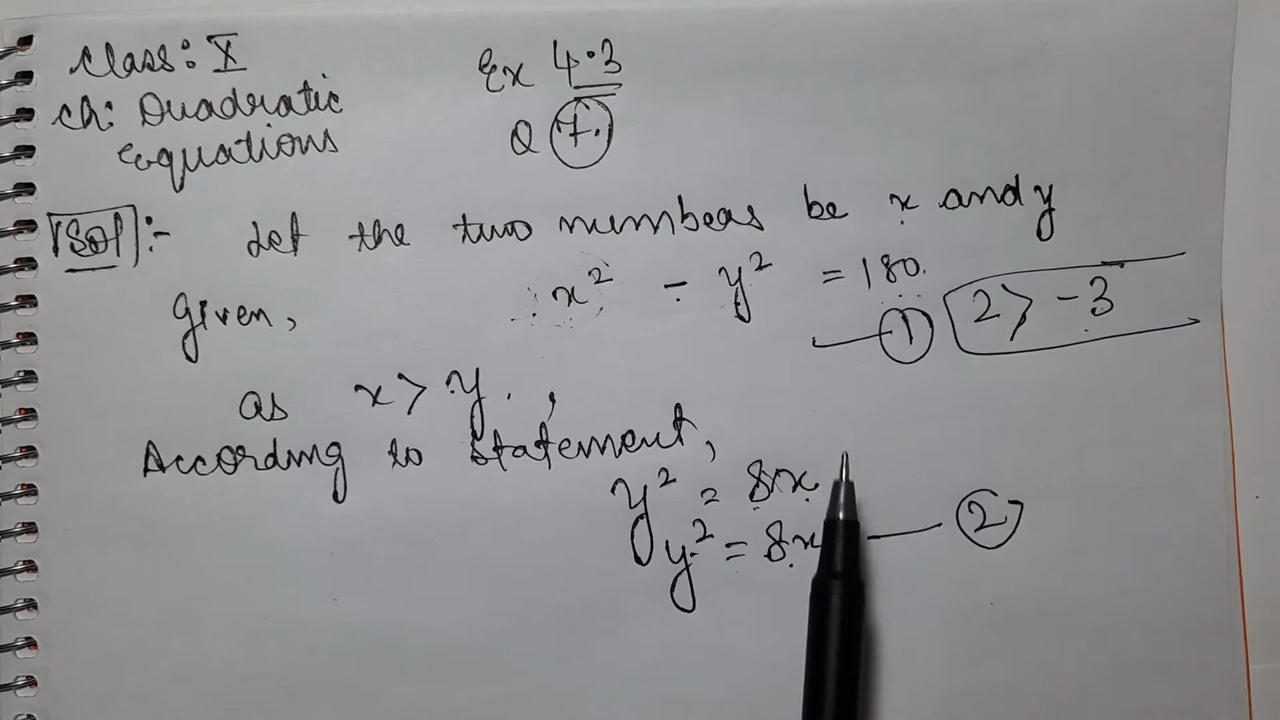 Class: X
Ch: Quadratic
Equations
Ex 4.3
Q 7.
Sol :- Let the two numbers be x and y
Given, x² - y² = 180.
1
2 > -3
as x > y.,
According to statement,
y² = 8x
y² = 8x — 2